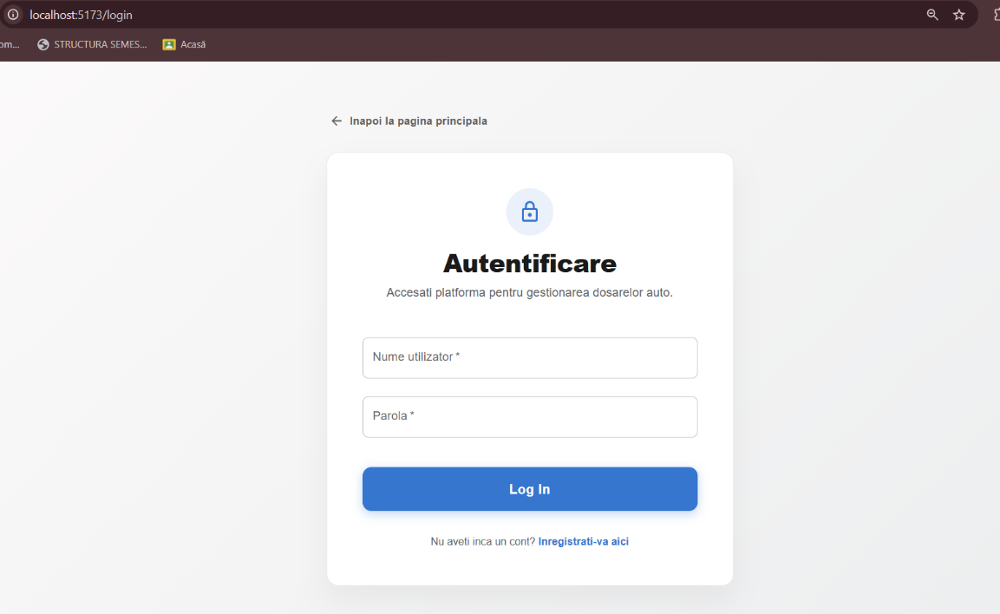 localhost:5173/login
om...
STRUCTURA SEMES...
Acasă
Inapoi la pagina principala
Autentificare
Accesati platforma pentru gestionarea dosarelor auto.
Nume utilizator *
Parola *
Log In
Nu aveti inca un cont? Inregistrati-va aici